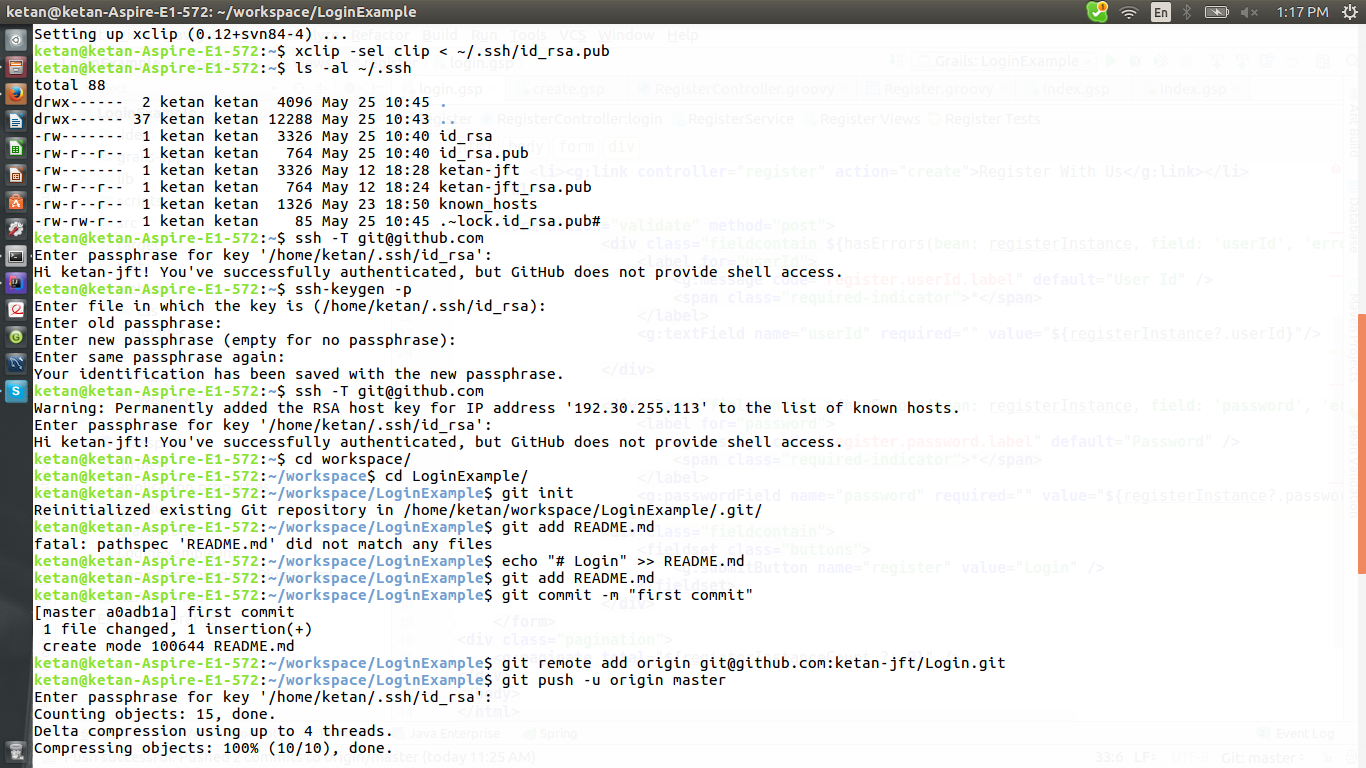 ketan@ketan-Aspire-E1-572: ~/workspace/LoginExample
En
1:17 PM
Setting up xclip (0.12+svn84-4) ...
ketan@ketan-Aspire-E1-572:~$ xclip -sel clip < ~/.ssh/id_rsa.pub
ketan@ketan-Aspire-E1-572:~$ ls -al ~/.ssh
total 88
drwx------  2 ketan ketan  4096 May 25 10:45 .
drwx------ 37 ketan ketan 12288 May 25 10:43 ..
-rw-------  1 ketan ketan  3326 May 25 10:40 id_rsa
-rw-r--r--  1 ketan ketan   764 May 25 10:40 id_rsa.pub
-rw-------  1 ketan ketan  3326 May 12 18:28 ketan-jft
-rw-r--r--  1 ketan ketan   764 May 12 18:24 ketan-jft_rsa.pub
-rw-r--r--  1 ketan ketan  1326 May 23 18:50 known_hosts
-rw-rw-r--  1 ketan ketan    85 May 25 10:45 .~lock.id_rsa.pub#
ketan@ketan-Aspire-E1-572:~$ ssh -T git@github.com
Enter passphrase for key '/home/ketan/.ssh/id_rsa':
Hi ketan-jft! You've successfully authenticated, but GitHub does not provide shell access.
ketan@ketan-Aspire-E1-572:~$ ssh-keygen -p
Enter file in which the key is (/home/ketan/.ssh/id_rsa):
Enter old passphrase:
Enter new passphrase (empty for no passphrase):
Enter same passphrase again:
Your identification has been saved with the new passphrase.
ketan@ketan-Aspire-E1-572:~$ ssh -T git@github.com
Warning: Permanently added the RSA host key for IP address '192.30.255.113' to the list of known hosts.
Enter passphrase for key '/home/ketan/.ssh/id_rsa':
Hi ketan-jft! You've successfully authenticated, but GitHub does not provide shell access.
ketan@ketan-Aspire-E1-572:~$ cd workspace/
ketan@ketan-Aspire-E1-572:~/workspace$ cd LoginExample/
ketan@ketan-Aspire-E1-572:~/workspace/LoginExample$ git init
Reinitialized existing Git repository in /home/ketan/workspace/LoginExample/.git/
ketan@ketan-Aspire-E1-572:~/workspace/LoginExample$ git add README.md
fatal: pathspec 'README.md' did not match any files
ketan@ketan-Aspire-E1-572:~/workspace/LoginExample$ echo "# Login" >> README.md
ketan@ketan-Aspire-E1-572:~/workspace/LoginExample$ git add README.md
ketan@ketan-Aspire-E1-572:~/workspace/LoginExample$ git commit -m "first commit"
[master a0adb1a] first commit
 1 file changed, 1 insertion(+)
 create mode 100644 README.md
ketan@ketan-Aspire-E1-572:~/workspace/LoginExample$ git remote add origin git@github.com:ketan-jft/Login.git
ketan@ketan-Aspire-E1-572:~/workspace/LoginExample$ git push -u origin master
Enter passphrase for key '/home/ketan/.ssh/id_rsa':
Counting objects: 15, done.
Delta compression using up to 4 threads.
Compressing objects: 100% (10/10), done.